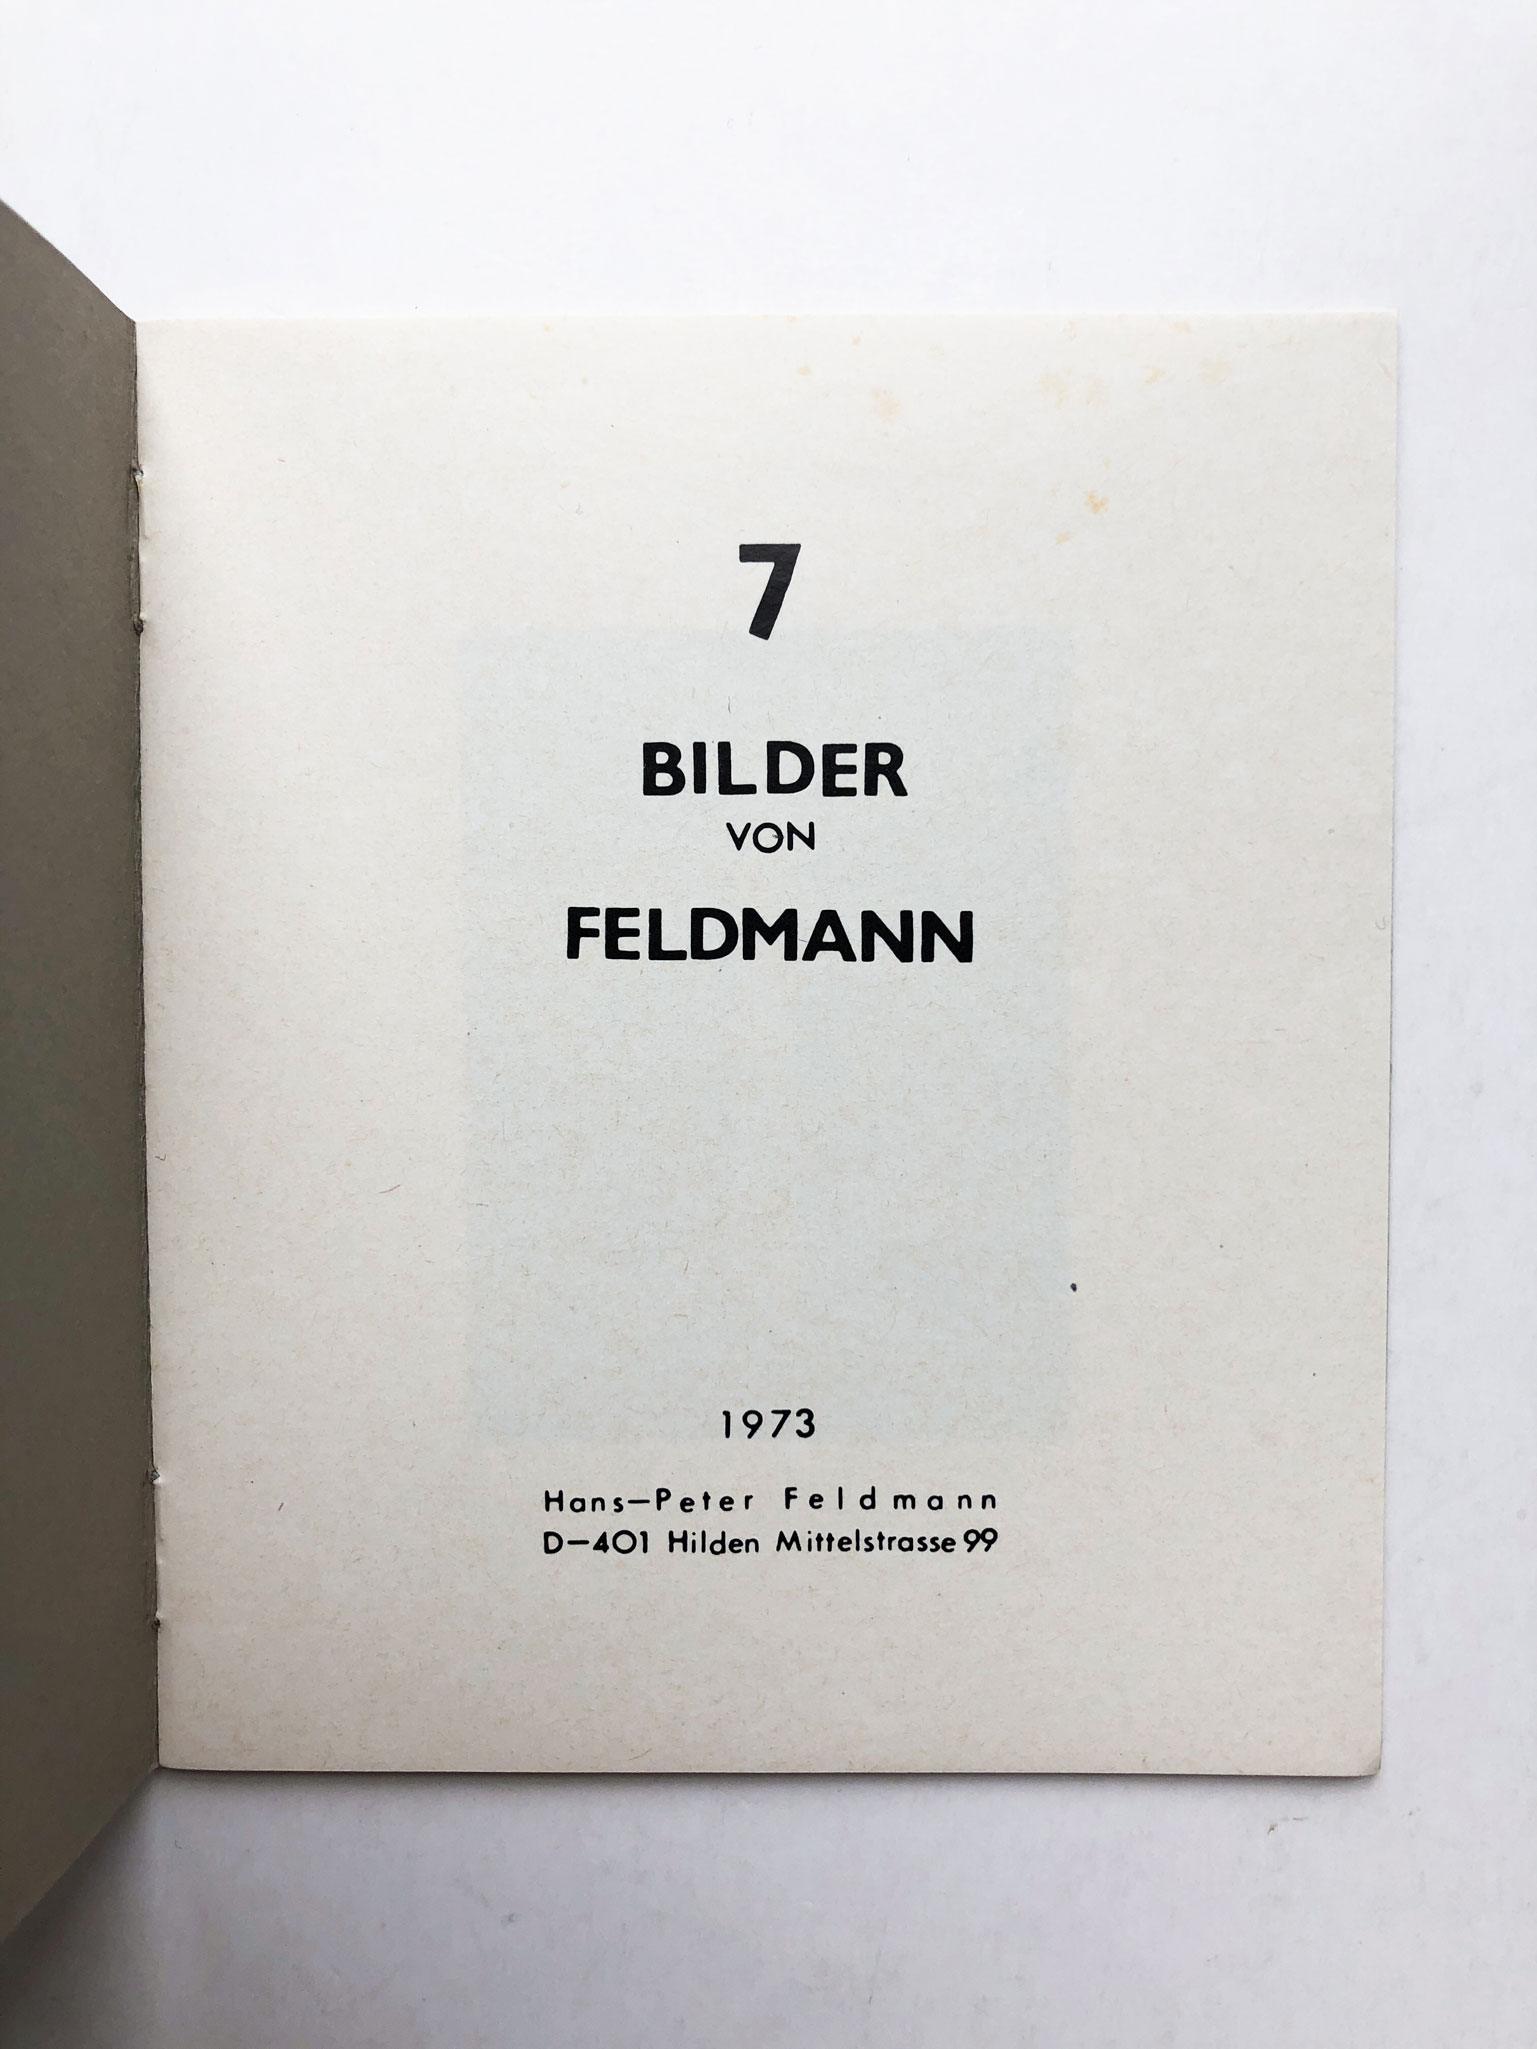 7
BILDER
VON
FELDMANN
1973
Hans-Peter Feldmann
D-401 Hilden Mittelstrasse 99